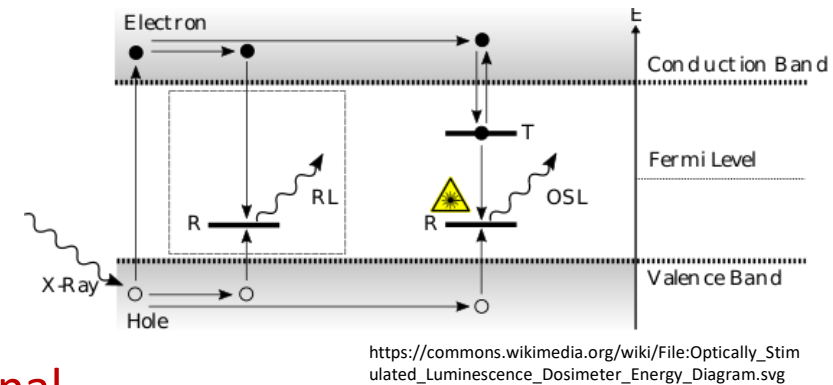 Electron
E
Conduction Band
T
Fermi Level
RL
OSL
R
R
X-Ray
Valence Band
Hole
https://commons.wikimedia.org/wiki/File:Optically_Stim
ulated_Luminescence_Dosimeter_Energy_Diagram.svg